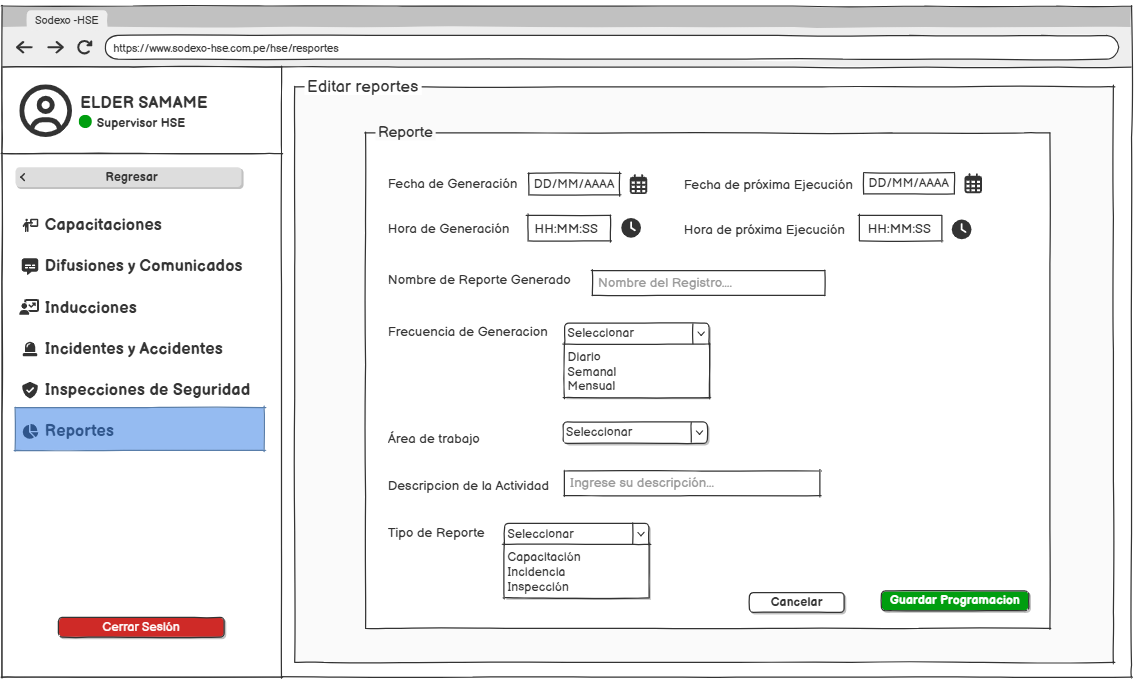 Sodexo -HSE
https://www.sodexo-hse.com.pe/hse/resportes
ELDER SAMAME
Supervisor HSE
< Regresar
Capacitaciones
Difusiones y Comunicados
Inducciones
Incidentes y Accidentes
Inspecciones de Seguridad
Reportes
Cerrar Sesión
Editar reportes
Reporte
Fecha de Generación DD/MM/AAAA Fecha de próxima Ejecución DD/MM/AAAA
Hora de Generación HH:MM:SS Hora de próxima Ejecución HH:MM:SS
Nombre de Reporte Generado Nombre del Registro....
Frecuencia de Generacion Seleccionar
Diario
Semanal
Mensual
Área de trabajo Seleccionar
Descripcion de la Actividad Ingrese su descripción...
Tipo de Reporte Seleccionar
Capacitación
Incidencia
Inspección
Cancelar Guardar Programacion